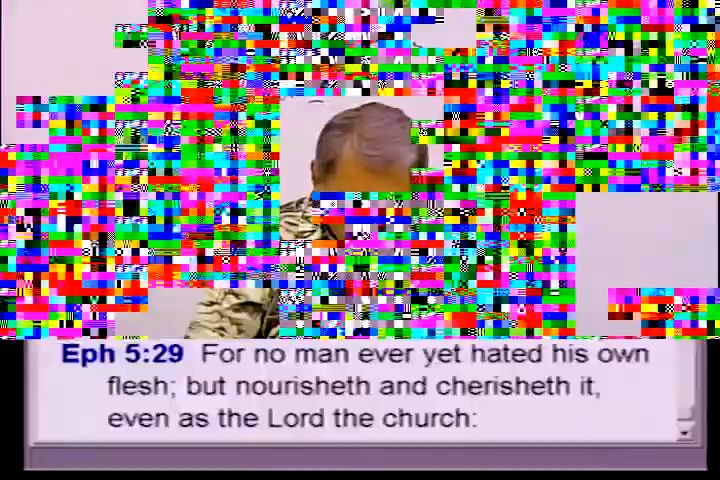 Eph 5:29 For no man ever yet hated his own
flesh; but nourisheth and cherisheth it,
even as the Lord the church: